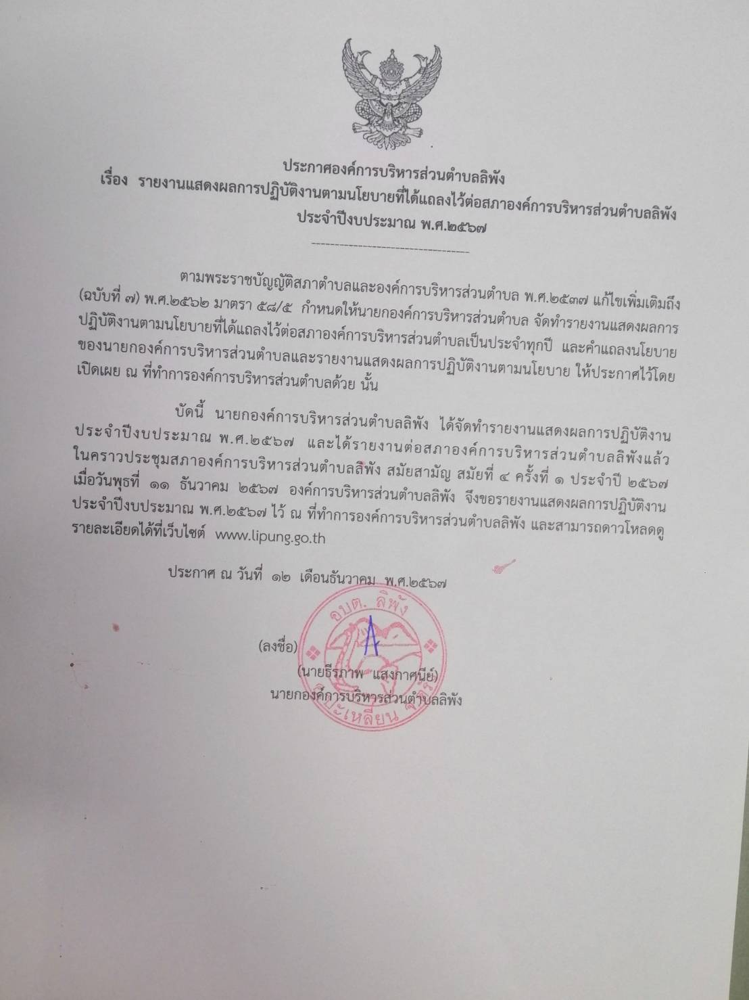 ประกาศองค์การบริหารส่วนตำบลลิพัง
เรื่อง รายงานแสดงผลการปฏิบัติงานตามนโยบายที่ได้แถลงไว้ต่อสภาองค์การบริหารส่วนตำบลลิพัง
ประจำปีงบประมาณ พ.ศ.๒๕๖๗
ตามพระราชบัญญัติสภาตำบลและองค์การบริหารส่วนตำบล พ.ศ.๒๕๓๗ แก้ไขเพิ่มเติมถึง
(ฉบับที่ ๗) พ.ศ.๒๕๖๒ มาตรา ๕๘/๕ กำหนดให้นายกองค์การบริหารส่วนตำบล จัดทำรายงานแสดงผลการ
ปฏิบัติงานตามนโยบายที่ได้แถลงไว้ต่อสภาองค์การบริหารส่วนตำบลเป็นประจำทุกปี และคำแถลงนโยบาย
ของนายกองค์การบริหารส่วนตำบลและรายงานแสดงผลการปฏิบัติงานตามนโยบาย ให้ประกาศไว้โดย
เปิดเผย ณ ที่ทำการองค์การบริหารส่วนตำบลด้วย นั้น
บัดนี้ นายกองค์การบริหารส่วนตำบลลิพัง ได้จัดทำรายงานแสดงผลการปฏิบัติงาน
ประจำปีงบประมาณ พ.ศ.๒๕๖๗ และได้รายงานต่อสภาองค์การบริหารส่วนตำบลลิพังแล้ว
ในคราวประชุมสภาองค์การบริหารส่วนตำบลลิพัง สมัยสามัญ สมัยที่ ๔ ครั้งที่ ๑ ประจำปี ๒๕๖๗
เมื่อวันพุธที่ ๑๑ ธันวาคม ๒๕๖๗ องค์การบริหารส่วนตำบลลิพัง จึงขอรายงานแสดงผลการปฏิบัติงาน
ประจำปีงบประมาณ พ.ศ.๒๕๖๗ ไว้ ณ ที่ทำการองค์การบริหารส่วนตำบลลิพัง และสามารถดาวโหลดดู
รายละเอียดได้ที่เว็บไซต์ www.lipung.go.th
ประกาศ ณ วันที่ ๑๒ เดือนธันวาคม พ.ศ.๒๕๖๗
อบต. ลิพัง
(ลงชื่อ)
(นายธีรภาพ แสงกาศนีย์)
นายกองค์การบริหารส่วนตำบลลิพัง